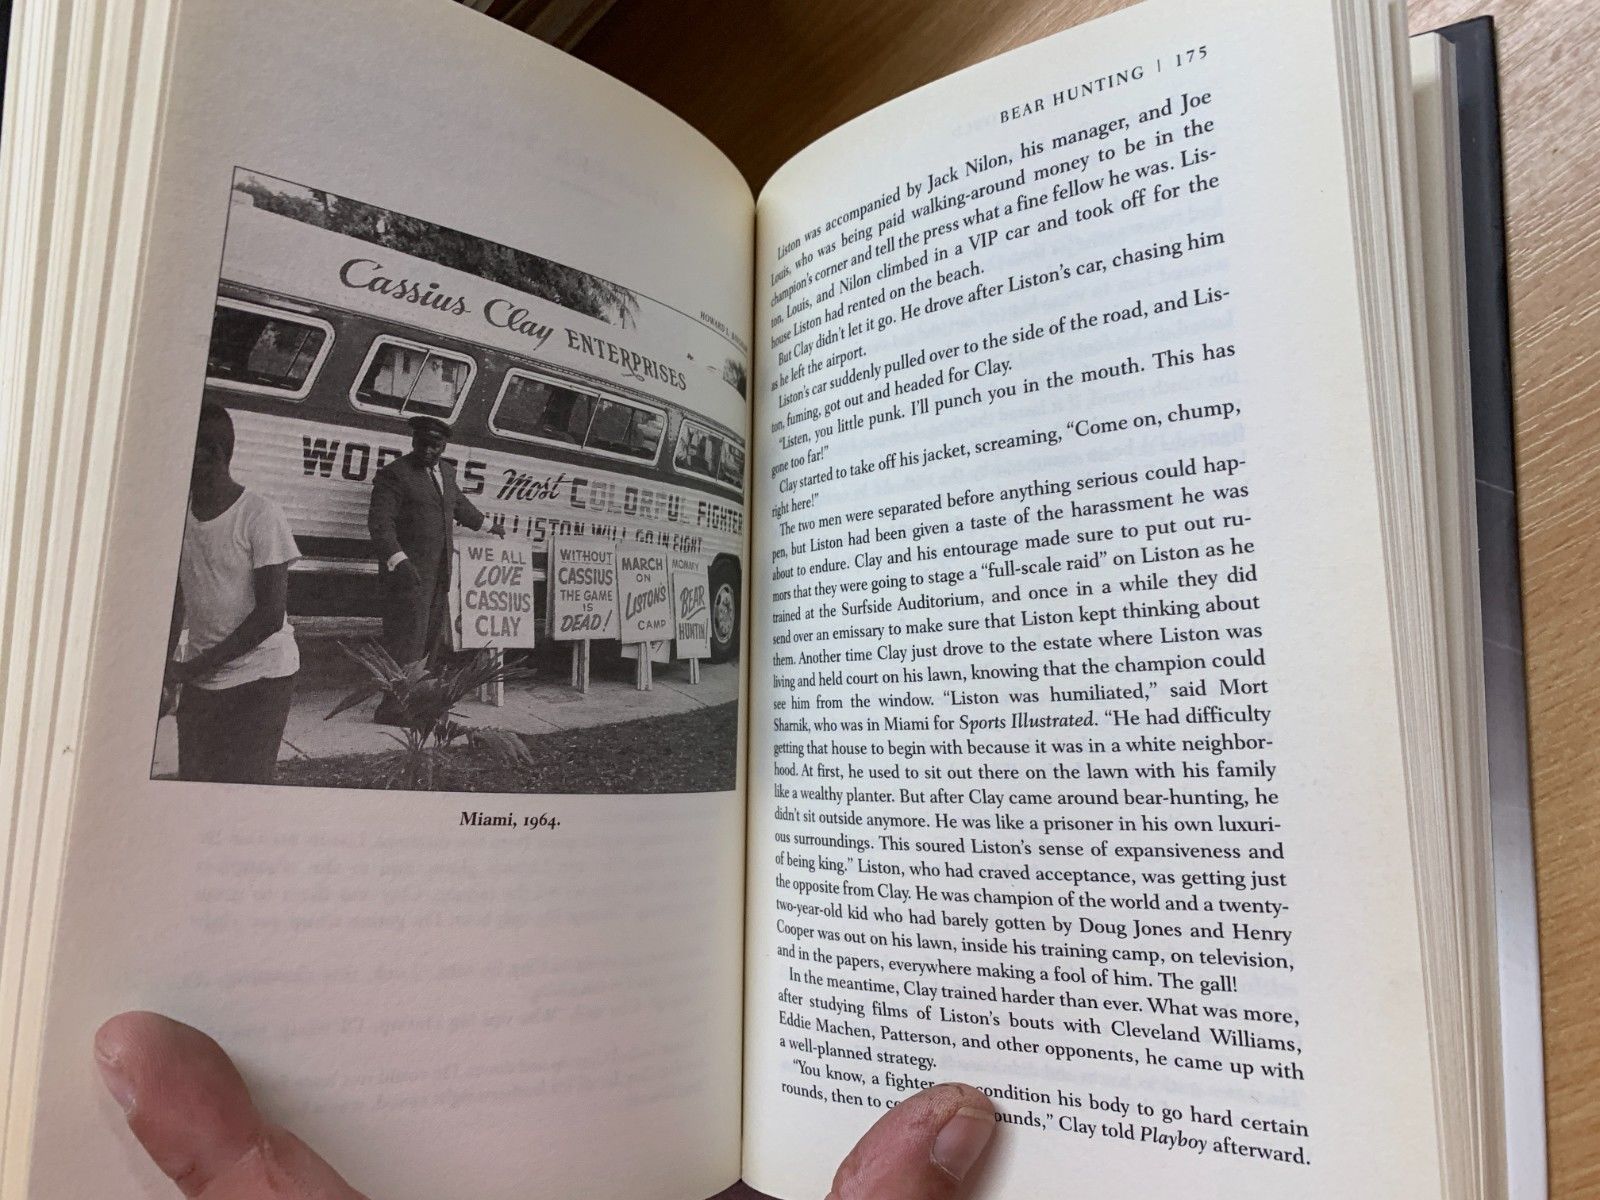 HOWARD L.
Cassius Clay ENTERPRISES
WOR S Most COLORFUL FIGHTER
LISTON WILL GO IN EIGHT
WE ALL
LOVE
CASSIUS
CLAY
WITHOUT
CASSIUS
THE GAME
IS
DEAD!
MARCH
ON
LISTON'S
CAMP
MOMMY
BEAR
HUNTIN!
Miami, 1964.
BEAR HUNTING | 175
Liston was accompanied by Jack Nilon, his manager, and Joe
Louis, who was being paid walking-around money to be in the
champion's corner and tell the press what a fine fellow he was. Lis-
ton, Louis, and Nilon climbed in a VIP car and took off for the
house Liston had rented on the beach.
But Clay didn't let it go. He drove after Liston's car, chasing him
as he left the airport.
Liston's car suddenly pulled over to the side of the road, and Lis-
ton, fuming, got out and headed for Clay.
"Listen, you little punk. I'll punch you in the mouth. This has
gone too far!"
Clay started to take off his jacket, screaming, "Come on, chump,
right here!"
The two men were separated before anything serious could hap-
pen, but Liston had been given a taste of the harassment he was
about to endure. Clay and his entourage made sure to put out ru-
mors that they were going to stage a "full-scale raid" on Liston as he
trained at the Surfside Auditorium, and once in a while they did
send over an emissary to make sure that Liston kept thinking about
them. Another time Clay just drove to the estate where Liston was
living and held court on his lawn, knowing that the champion could
see him from the window. "Liston was humiliated," said Mort
Sharnik, who was in Miami for Sports Illustrated. "He had difficulty
getting that house to begin with because it was in a white neighbor-
hood. At first, he used to sit out there on the lawn with his family
like a wealthy planter. But after Clay came around bear-hunting, he
didn't sit outside anymore. He was like a prisoner in his own luxuri-
ous surroundings. This soured Liston's sense of expansiveness and
of being king." Liston, who had craved acceptance, was getting just
the opposite from Clay. He was champion of the world and a twenty-
two-year-old kid who had barely gotten by Doug Jones and Henry
Cooper was out on his lawn, inside his training camp, on television,
and in the papers, everywhere making a fool of him. The gall!
In the meantime, Clay trained harder than ever. What was more,
after studying films of Liston's bouts with Cleveland Williams,
Eddie Machen, Patterson, and other opponents, he came up with
a well-planned strategy.
"You know, a fighter condition his body to go hard certain
rounds, then to ounds," Clay told Playboy afterward.